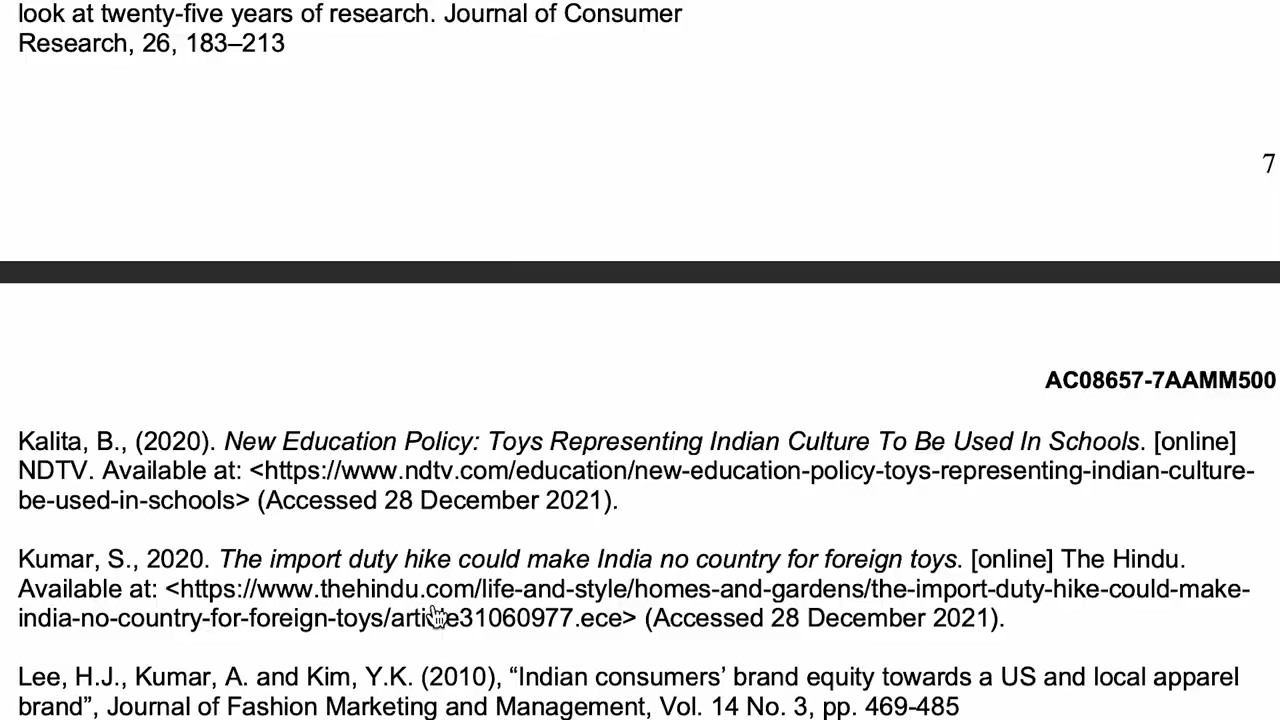 look at twenty-five years of research. Journal of Consumer
Research, 26, 183–213
7
AC08657-7AAMM500
Kalita, B., (2020). New Education Policy: Toys Representing Indian Culture To Be Used In Schools. [online]
NDTV. Available at: <https://www.ndtv.com/education/new-education-policy-toys-representing-indian-culture-
be-used-in-schools> (Accessed 28 December 2021).
Kumar, S., 2020. The import duty hike could make India no country for foreign toys. [online] The Hindu.
Available at: <https://www.thehindu.com/life-and-style/homes-and-gardens/the-import-duty-hike-could-make-
india-no-country-for-foreign-toys/article31060977.ece> (Accessed 28 December 2021).
Lee, H.J., Kumar, A. and Kim, Y.K. (2010), “Indian consumers’ brand equity towards a US and local apparel
brand”, Journal of Fashion Marketing and Management, Vol. 14 No. 3, pp. 469-485